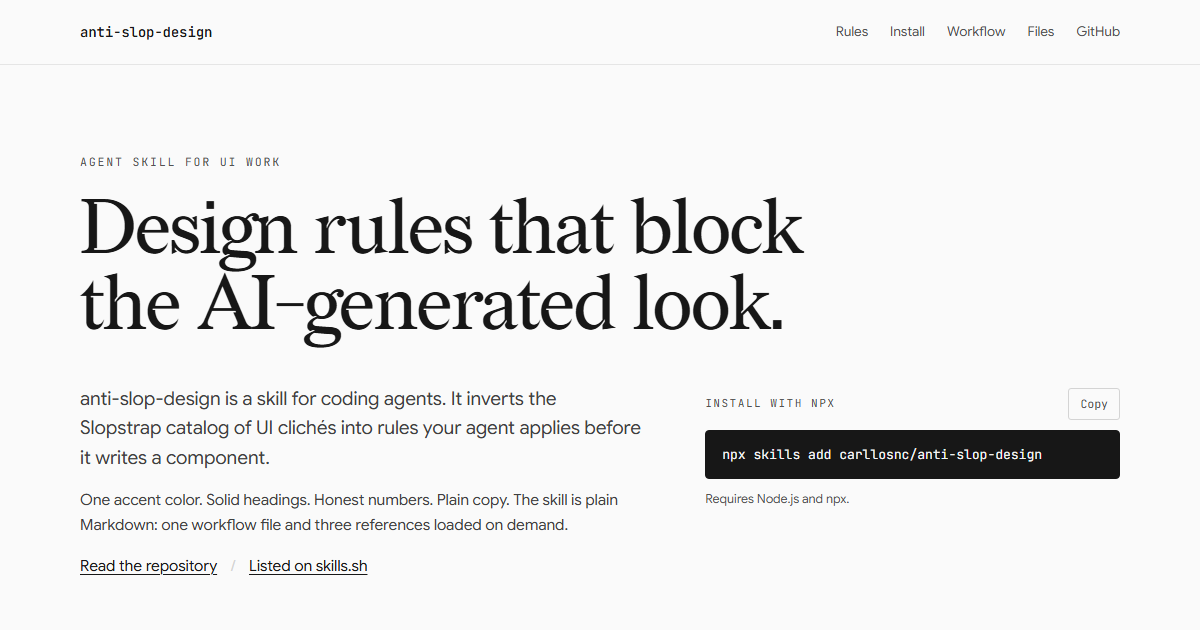 anti-slop-design
Rules Install Workflow Files GitHub
AGENT SKILL FOR UI WORK
Design rules that block
the AI-generated look.
anti-slop-design is a skill for coding agents. It inverts the
Slopstrap catalog of UI clichés into rules your agent applies before
it writes a component.
One accent color. Solid headings. Honest numbers. Plain copy. The skill is plain
Markdown: one workflow file and three references loaded on demand.
Read the repository / Listed on skills.sh
INSTALL WITH NPX
Copy
npx skills add carllosnc/anti-slop-design
Requires Node.js and npx.